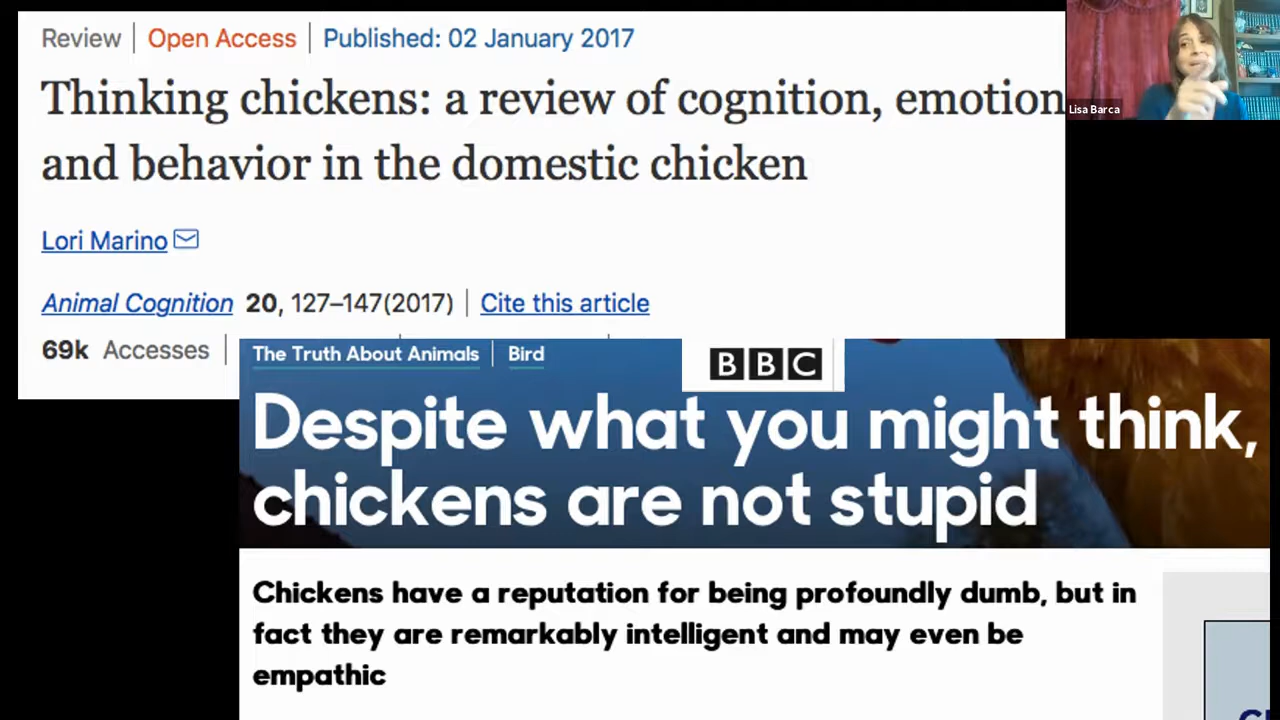 Review | Open Access | Published: 02 January 2017
Thinking chickens: a review of cognition, emotion
and behavior in the domestic chicken
Lori Marino
Animal Cognition 20, 127–147(2017) | Cite this article
69k Accesses |
Lisa Barca
The Truth About Animals | Bird
BBC
Despite what you might think,
chickens are not stupid
Chickens have a reputation for being profoundly dumb, but in
fact they are remarkably intelligent and may even be
empathic